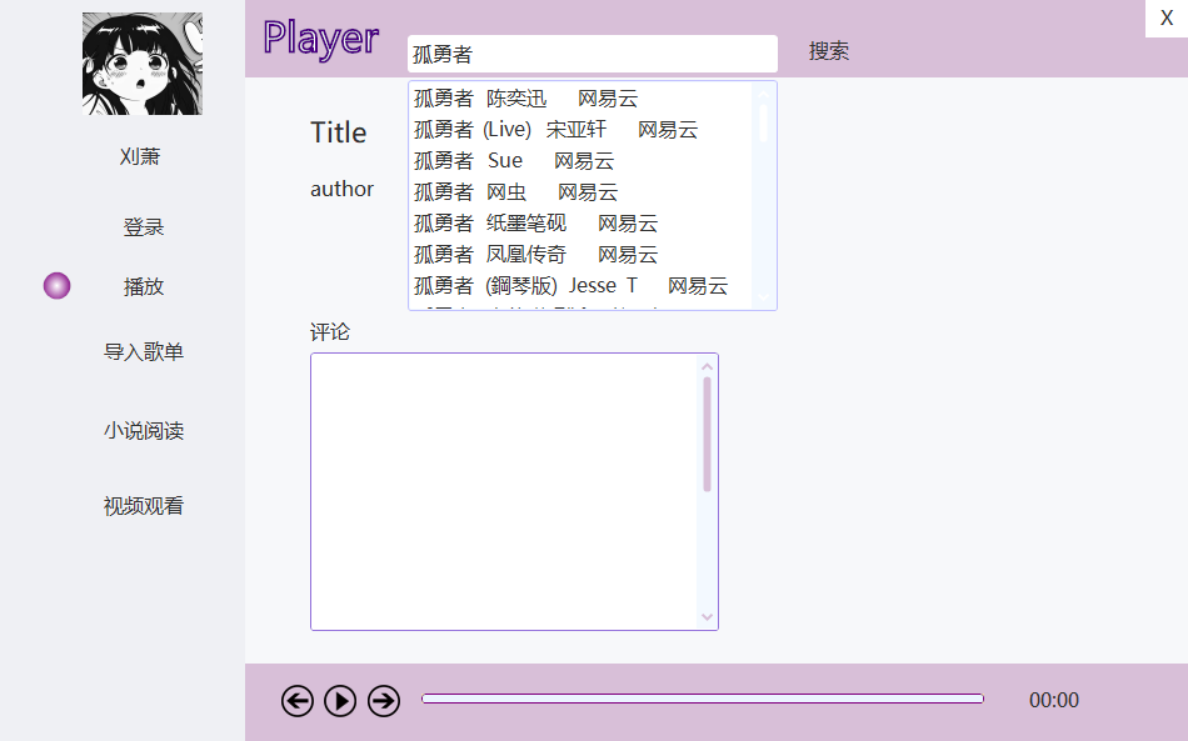 Player
X
孤勇者
搜索
孤勇者 陈奕迅 网易云
孤勇者 (Live) 宋亚轩 网易云
孤勇者 Sue 网易云
孤勇者 网虫 网易云
孤勇者 纸墨笔砚 网易云
孤勇者 凤凰传奇 网易云
孤勇者 (鋼琴版) Jesse T 网易云
Title
author
评论
刘萧
登录
播放
导入歌单
小说阅读
视频观看
00:00